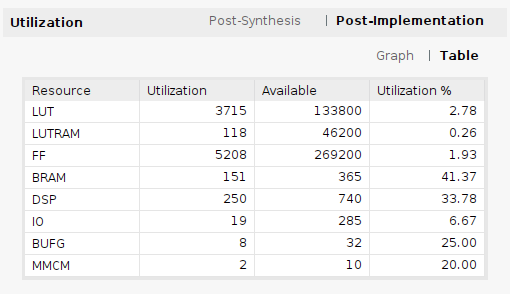 Utilization Post-Synthesis | Post-Implementation
Graph | Table
Resource Utilization Available Utilization %
LUT 3715 133800 2.78
LUTRAM 118 46200 0.26
FF 5208 269200 1.93
BRAM 151 365 41.37
DSP 250 740 33.78
IO 19 285 6.67
BUFG 8 32 25.00
MMCM 2 10 20.00